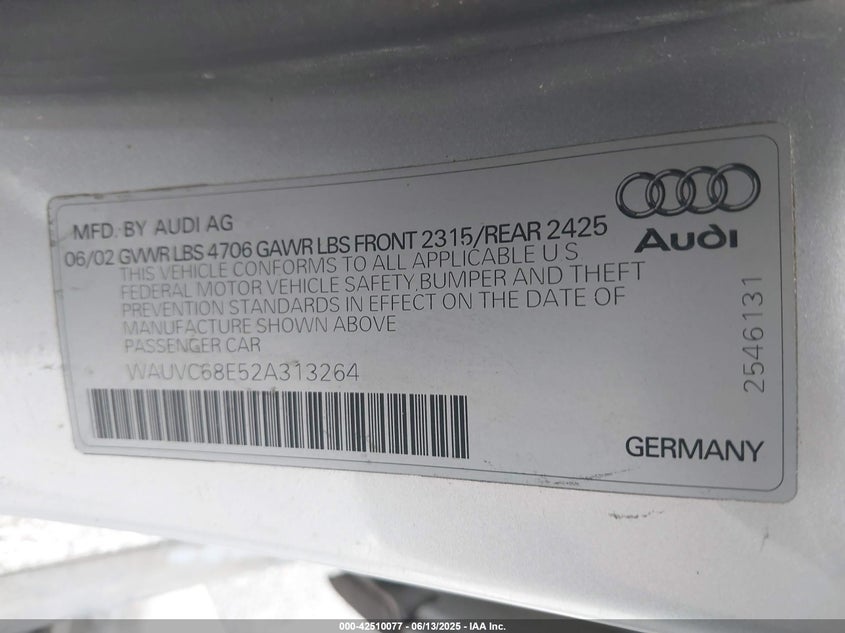 MFD. BY AUDI AG
06/02 GVWR LBS 4706 GAWR LBS FRONT 2315/REAR 2425
THIS VEHICLE CONFORMS TO ALL APPLICABLE U S
FEDERAL MOTOR VEHICLE SAFETY,BUMPER AND THEFT
PREVENTION STANDARDS IN EFFECT ON THE DATE OF
MANUFACTURE SHOWN ABOVE
PASSENGER CAR
WAUVC68E52A313264
Audi
2546131
GERMANY
000-42510077 - 06/13/2025 - IAA Inc.